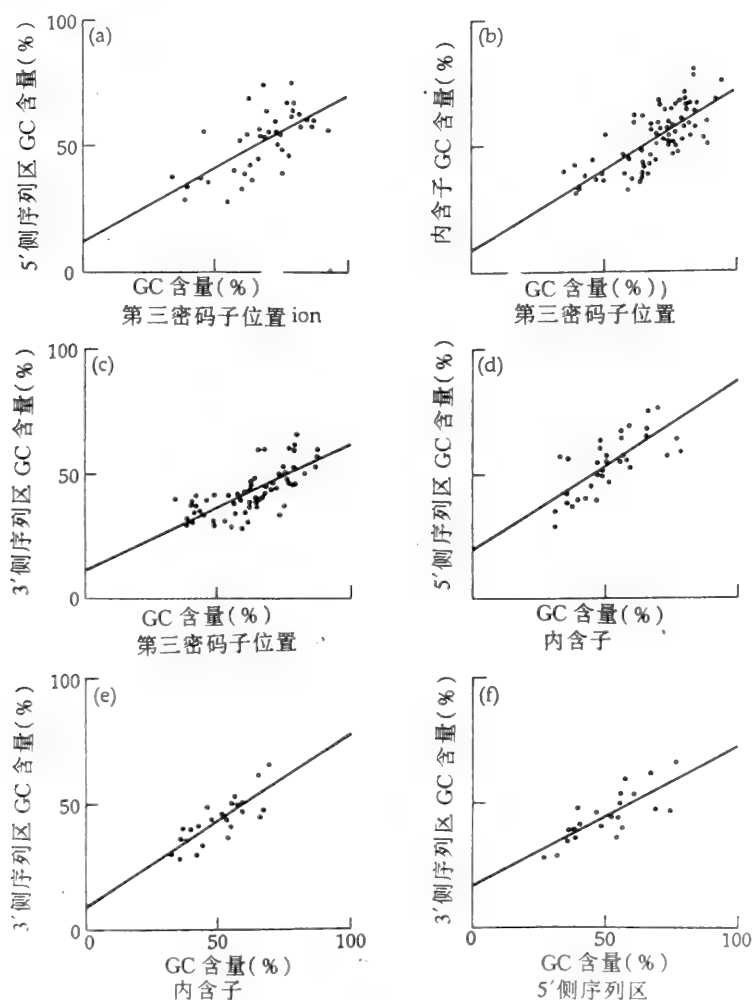 (a)
100
50
0
5′侧序列区 GC 含量(%)
GC 含量(%)
第三密码子位置 ion
(b)
内含子 GC 含量(%)
GC 含量(%))
第三密码子位置
(c)
100
50
0
3′侧序列区 GC 含量(%)
GC 含量(%)
第三密码子位置
(d)
5′侧序列区 GC 含量(%)
GC 含量(%)
内含子
(e)
100
50
0
3′侧序列区 GC 含量(%)
0 50 100
GC 含量(%)
内含子
(f)
3′侧序列区 GC 含量(%)
0 50 100
GC 含量(%)
5′侧序列区